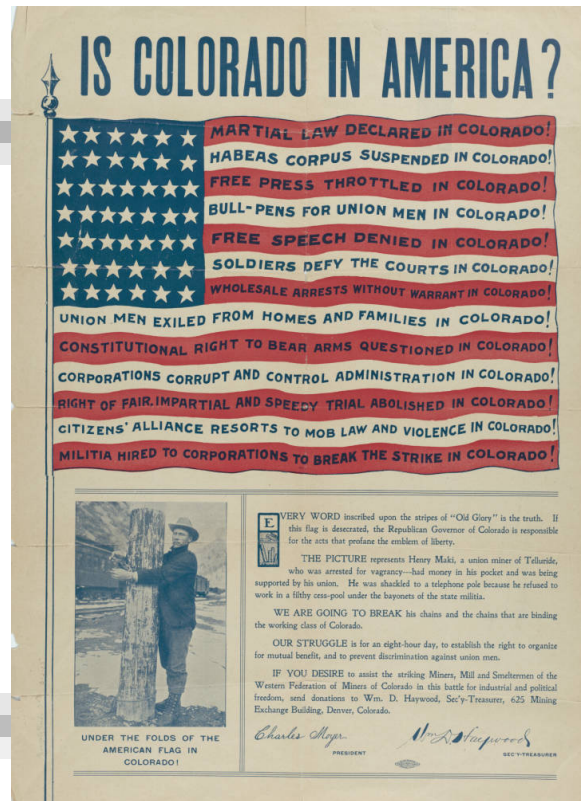 IS COLORADO IN AMERICA?
MARTIAL LAW DECLARED IN COLORADO!
HABEAS CORPUS SUSPENDED IN COLORADO!
FREE PRESS THROTTLED IN COLORADO!
BULL-PENS FOR UNION MEN IN COLORADO!
FREE SPEECH DENIED IN COLORADO!
SOLDIERS DEFY THE COURTS IN COLORADO!
WHOLESALE ARRESTS WITHOUT WARRANT IN COLORADO!
UNION MEN EXILED FROM HOMES AND FAMILIES IN COLORADO!
CONSTITUTIONAL RIGHT TO BEAR ARMS QUESTIONED IN COLORADO!
CORPORATIONS CORRUPT AND CONTROL ADMINISTRATION IN COLORADO!
RIGHT OF FAIR, IMPARTIAL AND SPEEDY TRIAL ABOLISHED IN COLORADO!
CITIZENS' ALLIANCE RESORTS TO MOB LAW AND VIOLENCE IN COLORADO!
MILITIA HIRED TO CORPORATIONS TO BREAK THE STRIKE IN COLORADO!
UNDER THE FOLDS OF THE
AMERICAN FLAG IN
COLORADO!
EVERY WORD inscribed upon the stripes of "Old Glory" is the truth. If
this flag is desecrated, the Republican Governor of Colorado is responsible
for the acts that profane the emblem of liberty.
THE PICTURE represents Henry Maki, a union miner of Telluride,
who was arrested for vagrancy—had money in his pocket and was being
supported by his union. He was shackled to a telephone pole because he refused to
work in a filthy cess-pool under the bayonets of the state militia.
WE ARE GOING TO BREAK his chains and the chains that are binding
the working class of Colorado.
OUR STRUGGLE is for an eight-hour day, to establish the right to organize
for mutual benefit, and to prevent discrimination against union men.
IF YOU DESIRE to assist the striking Miners, Mill and Smeltermen of the
Western Federation of Miners of Colorado in this battle for industrial and political
freedom, send donations to Wm. D. Haywood, Sec'y-Treasurer, 625 Mining
Exchange Building, Denver, Colorado.
Charles Moyer
PRESIDENT
Wm D. Haywood
SEC'Y-TREASURER